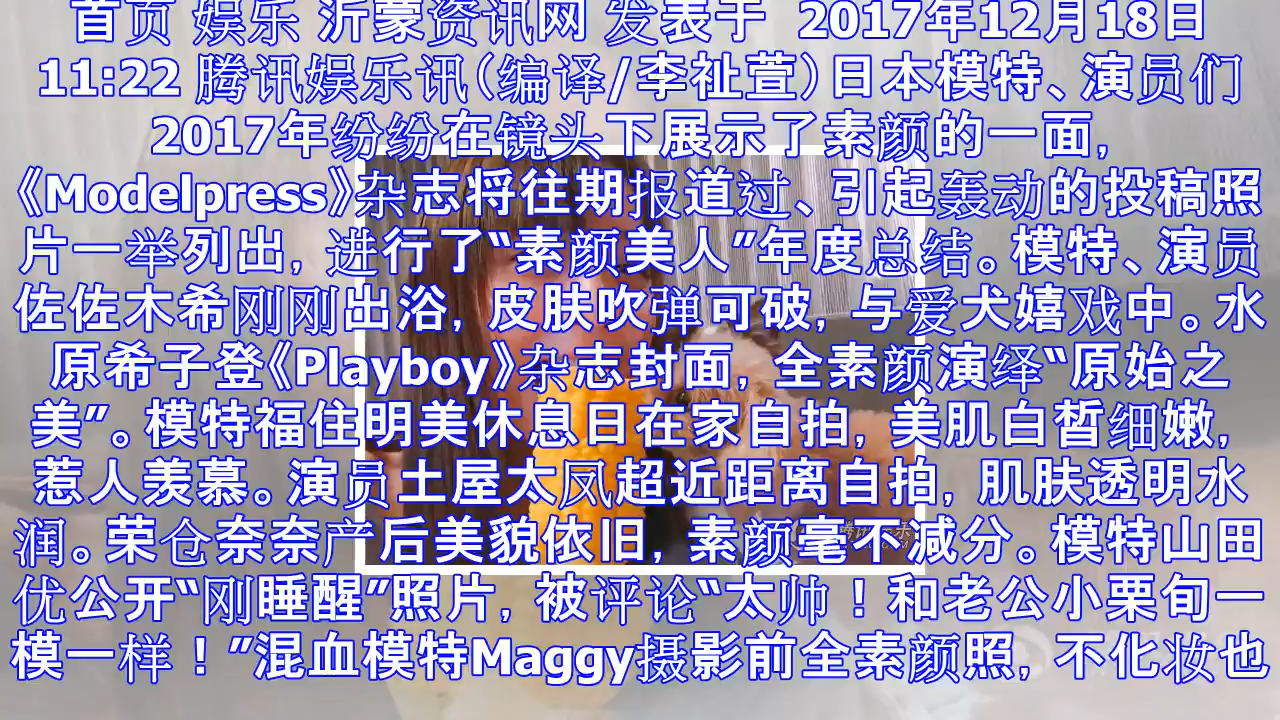 首页 娱乐 沂蒙资讯网 发表于 2017年12月18日
11:22 腾讯娱乐讯(编译/李祉萱)日本模特、演员们
2017年纷纷在镜头下展示了素颜的一面,
《Modelpress》杂志将往期报道过、引起轰动的投稿照
片一举列出, 进行了“素颜美人”年度总结。模特、演员
佐佐木希刚刚出浴, 皮肤吹弹可破, 与爱犬嬉戏中。水
原希子登《Playboy》杂志封面, 全素颜演绎“原始之
美”。模特福住明美休息日在家自拍, 美肌白皙细嫩,
惹人羡慕。演员土屋太凤超近距离自拍, 肌肤透明水
润。荣仓奈奈产后美貌依旧, 素颜毫不减分。模特山田
优公开“刚睡醒”照片, 被评论“太帅！和老公小栗旬一
模一样！”混血模特Maggy摄影前全素颜照, 不化妆也